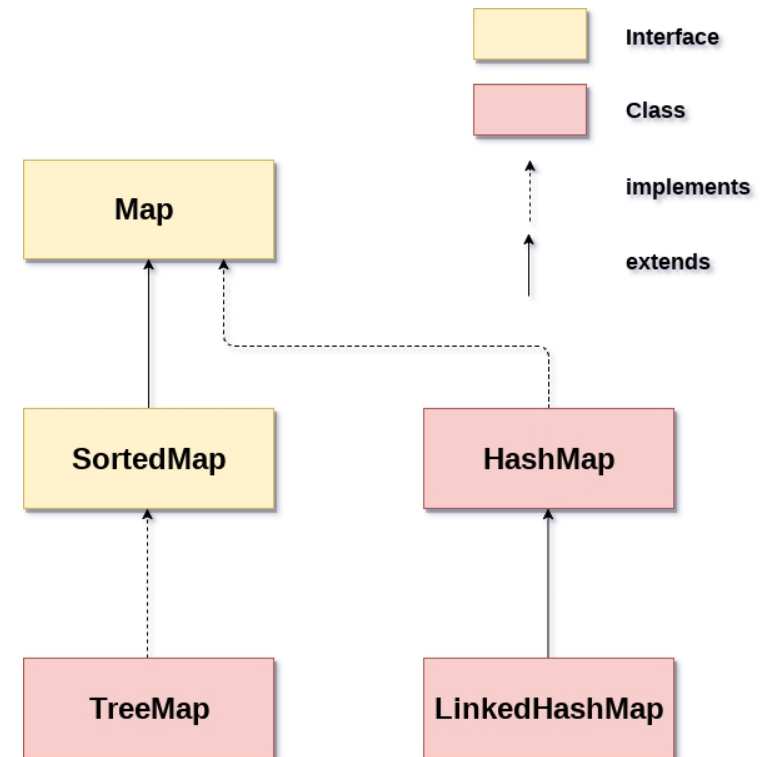 Interface
Class
implements
extends
Map
SortedMap
HashMap
TreeMap
LinkedHashMap